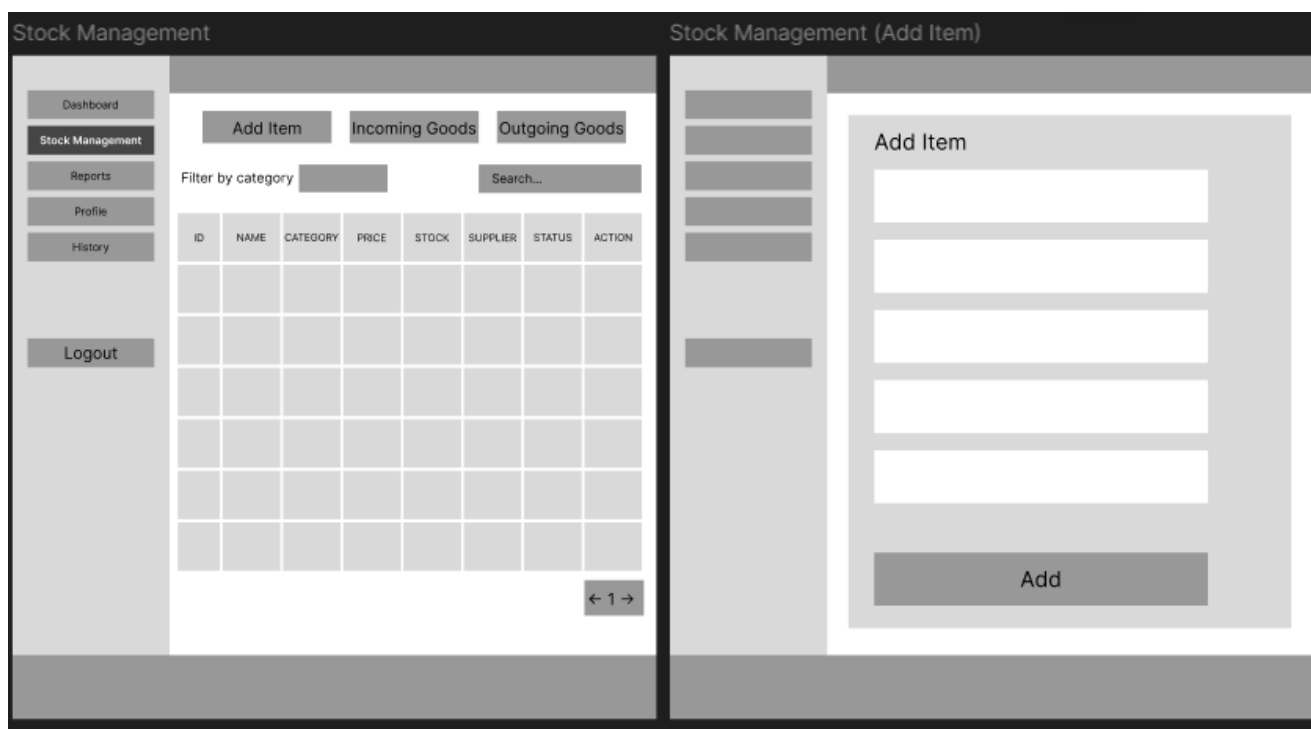 Stock Management
Dashboard
Stock Management
Reports
Profile
History
Logout
Add Item Incoming Goods Outgoing Goods
Filter by category Search...
ID NAME CATEGORY PRICE STOCK SUPPLIER STATUS ACTION
← 1 →
Stock Management (Add Item)
Add Item
Add